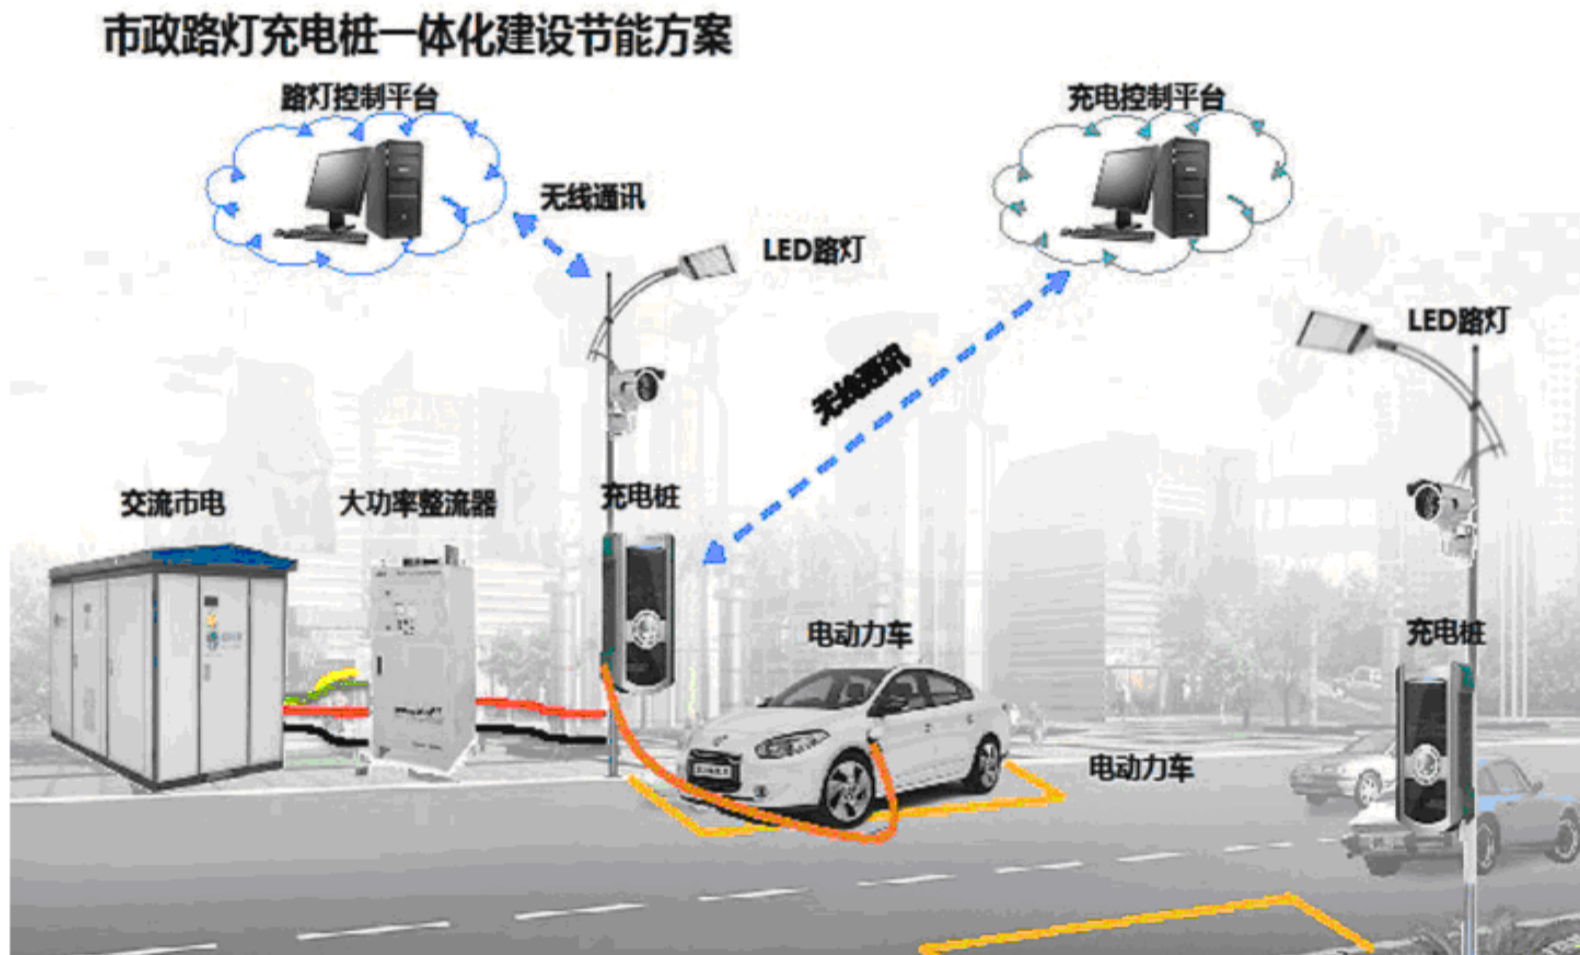 市政路灯充电桩一体化建设节能方案
路灯控制平台
充电控制平台
无线通讯
LED路灯
LED路灯
无线通讯
交流市电
大功率整流器
充电桩
电动力车
充电桩
电动力车